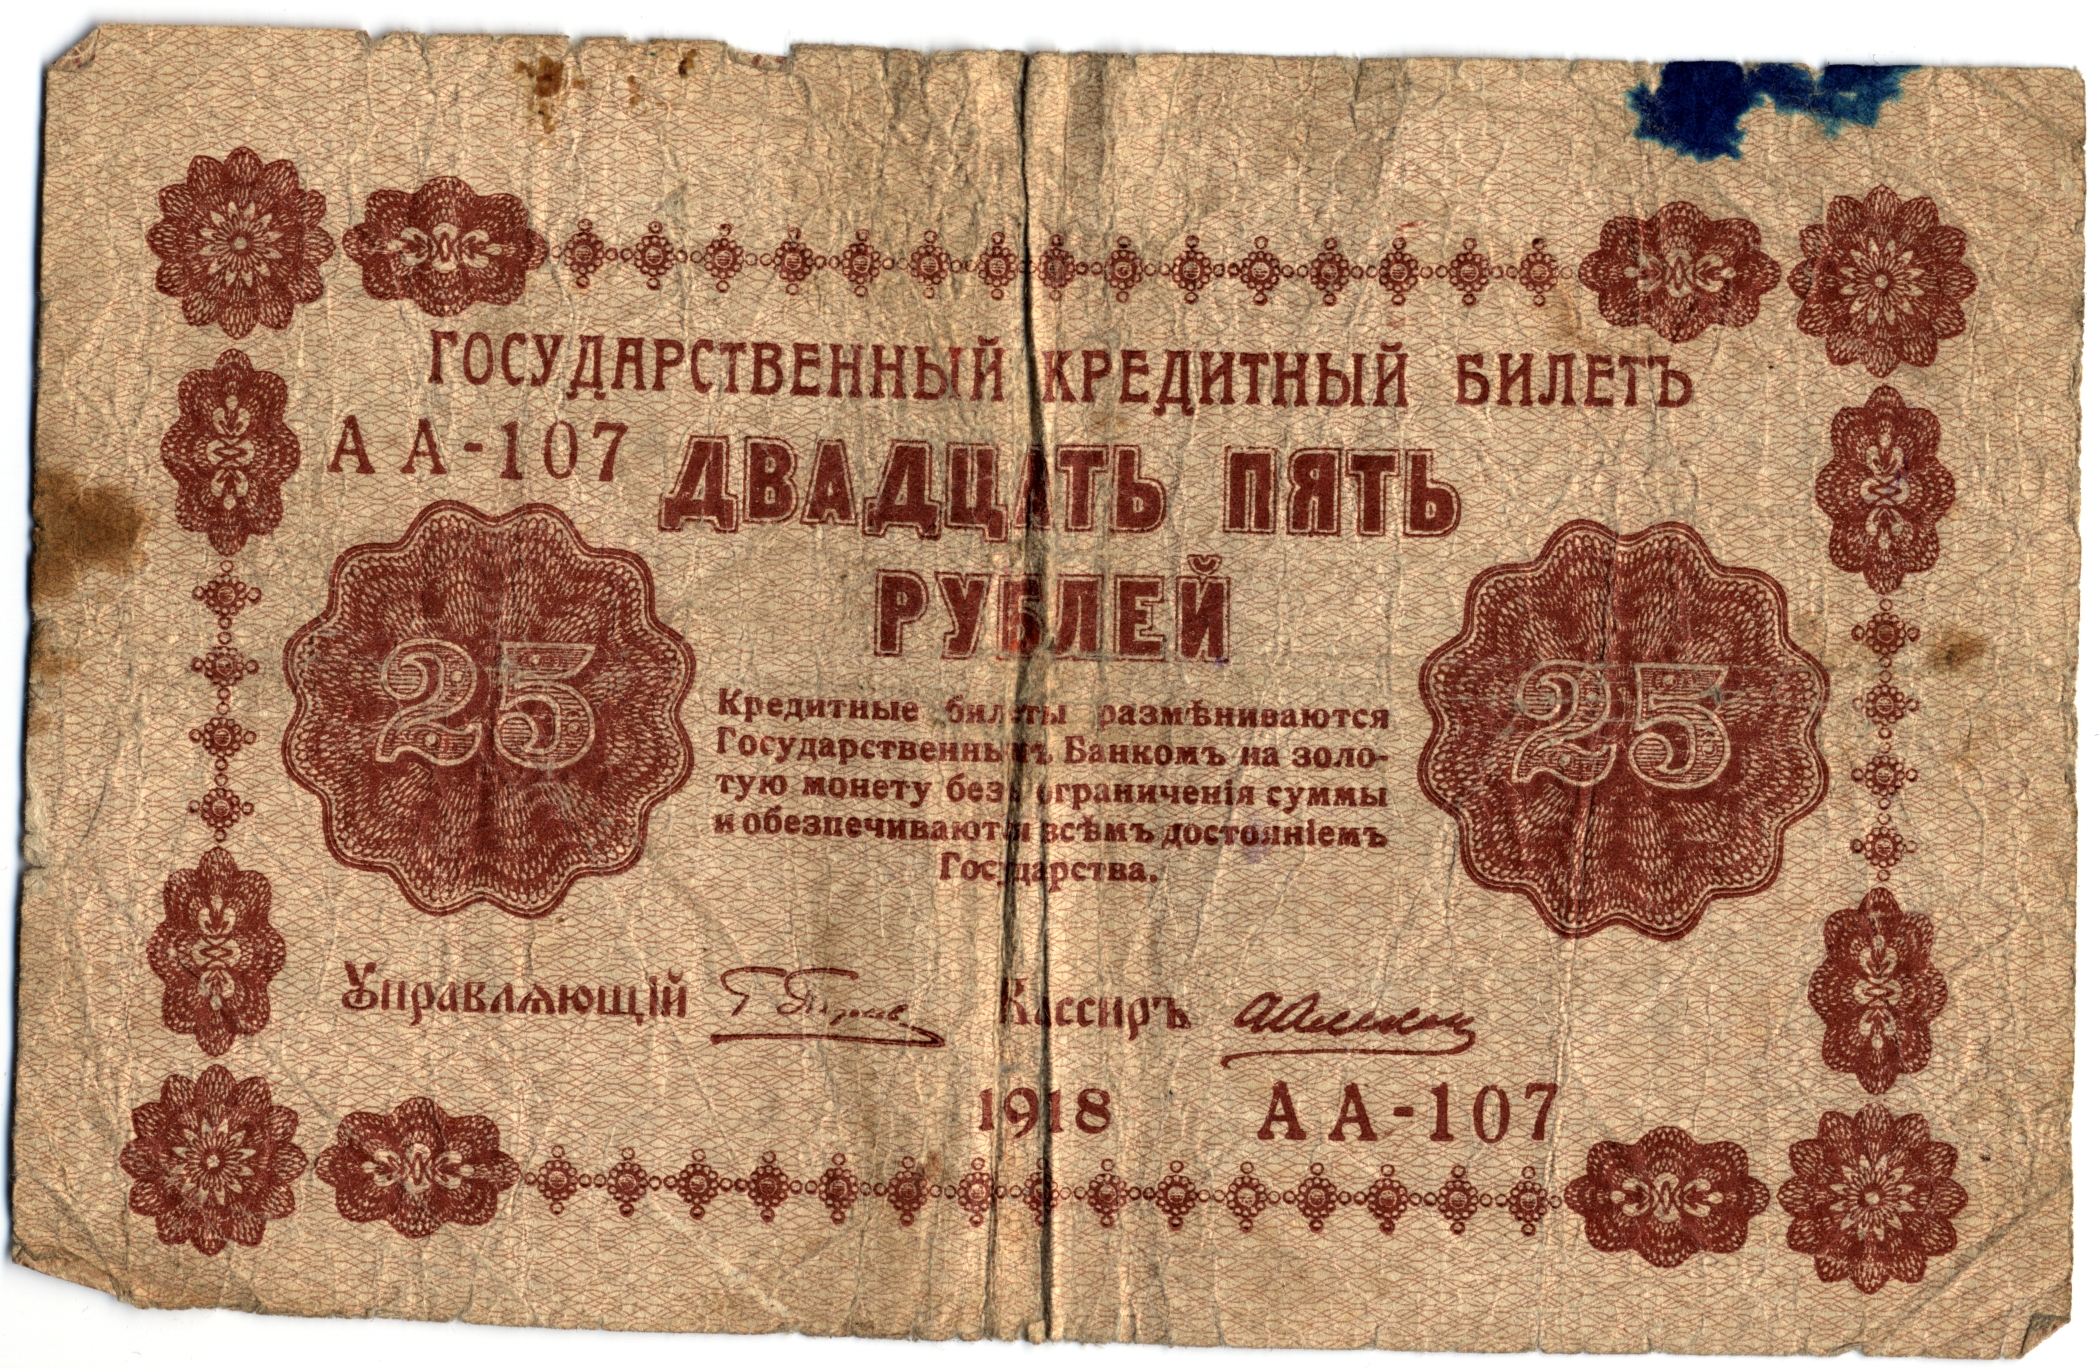 ГОСУДАРСТВЕННЫЙ КРЕДИТНЫЙ БИЛЕТЪ
АА-107
ДВАДЦАТЬ ПЯТЬ
РУБЛЕЙ
25
25
Кредитные билеты размѣниваются
Государственнымъ Банкомъ на золо-
тую монету безъ ограниченія суммы
и обезпечиваются всѣмъ достояніемъ
Государства.
Управляющій Кассиръ
1918 АА-107